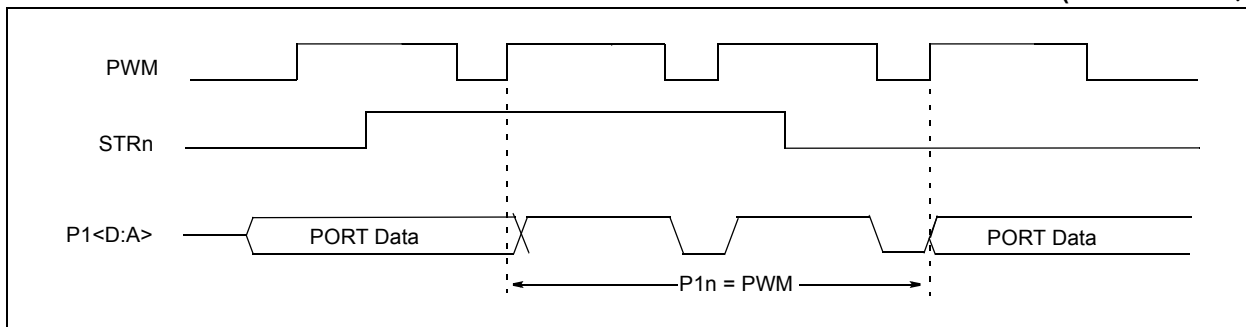 PWM
STRn
P1<D:A>
PORT Data
PORT Data
P1n = PWM